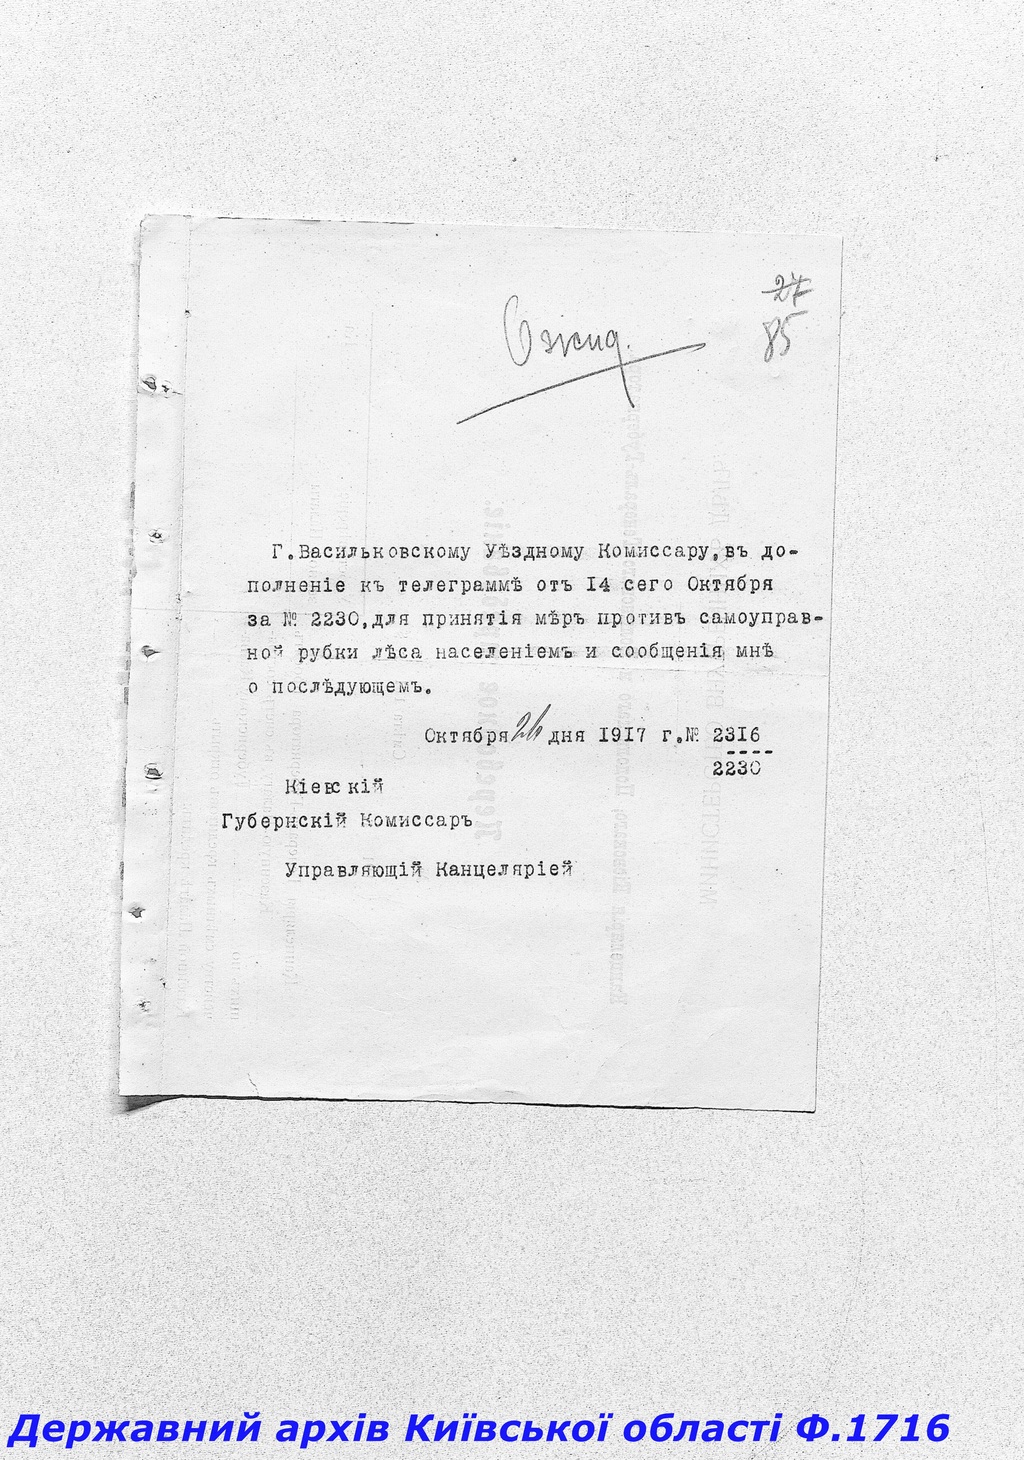 27
85
Ожид.
Г.Васильковскому Уѣздному Комиссару,въ до-
полненіе къ телеграммѣ отъ 14 сего Октября
за № 2230,для принятія мѣръ противъ самоуправ-
ной рубки лѣса населеніемъ и сообщенія мнѣ
о послѣдующемъ.
Октября 26 дня 1917 г.№ 2316
----
2230
Кіевскій
Губернскій Комиссаръ
Управляющій Канцеляріей
Державний архів Київської області Ф.1716